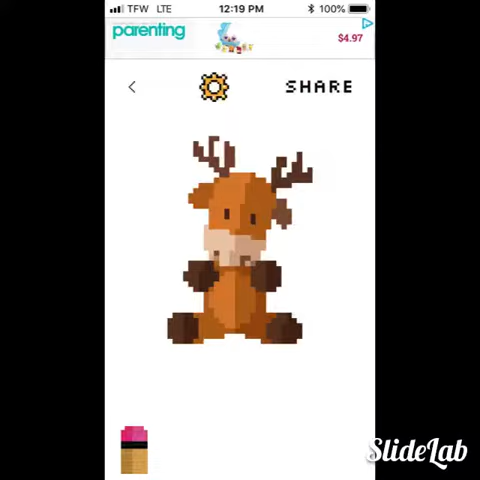 TFW LTE 12:19 PM 100%
parenting
$4.97
SHARE
SlideLab